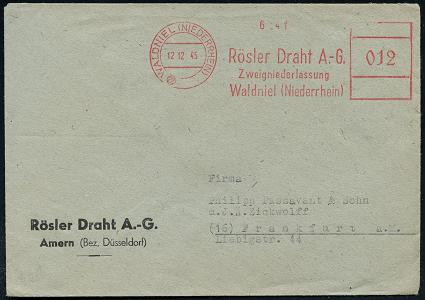 6:41
WALDNIEL (NIEDERRHEIN)
12 12 45
Rösler Draht A.-G.
Zweigniederlassung
Waldniel (Niederrhein)
012
Firma
Philipp Passavant & Sohn
u.J.A.Zickwolff
(16) Frankfurt a.M.
Liebigstr. 44
Rösler Draht A.-G.
Amern (Bez. Düsseldorf)